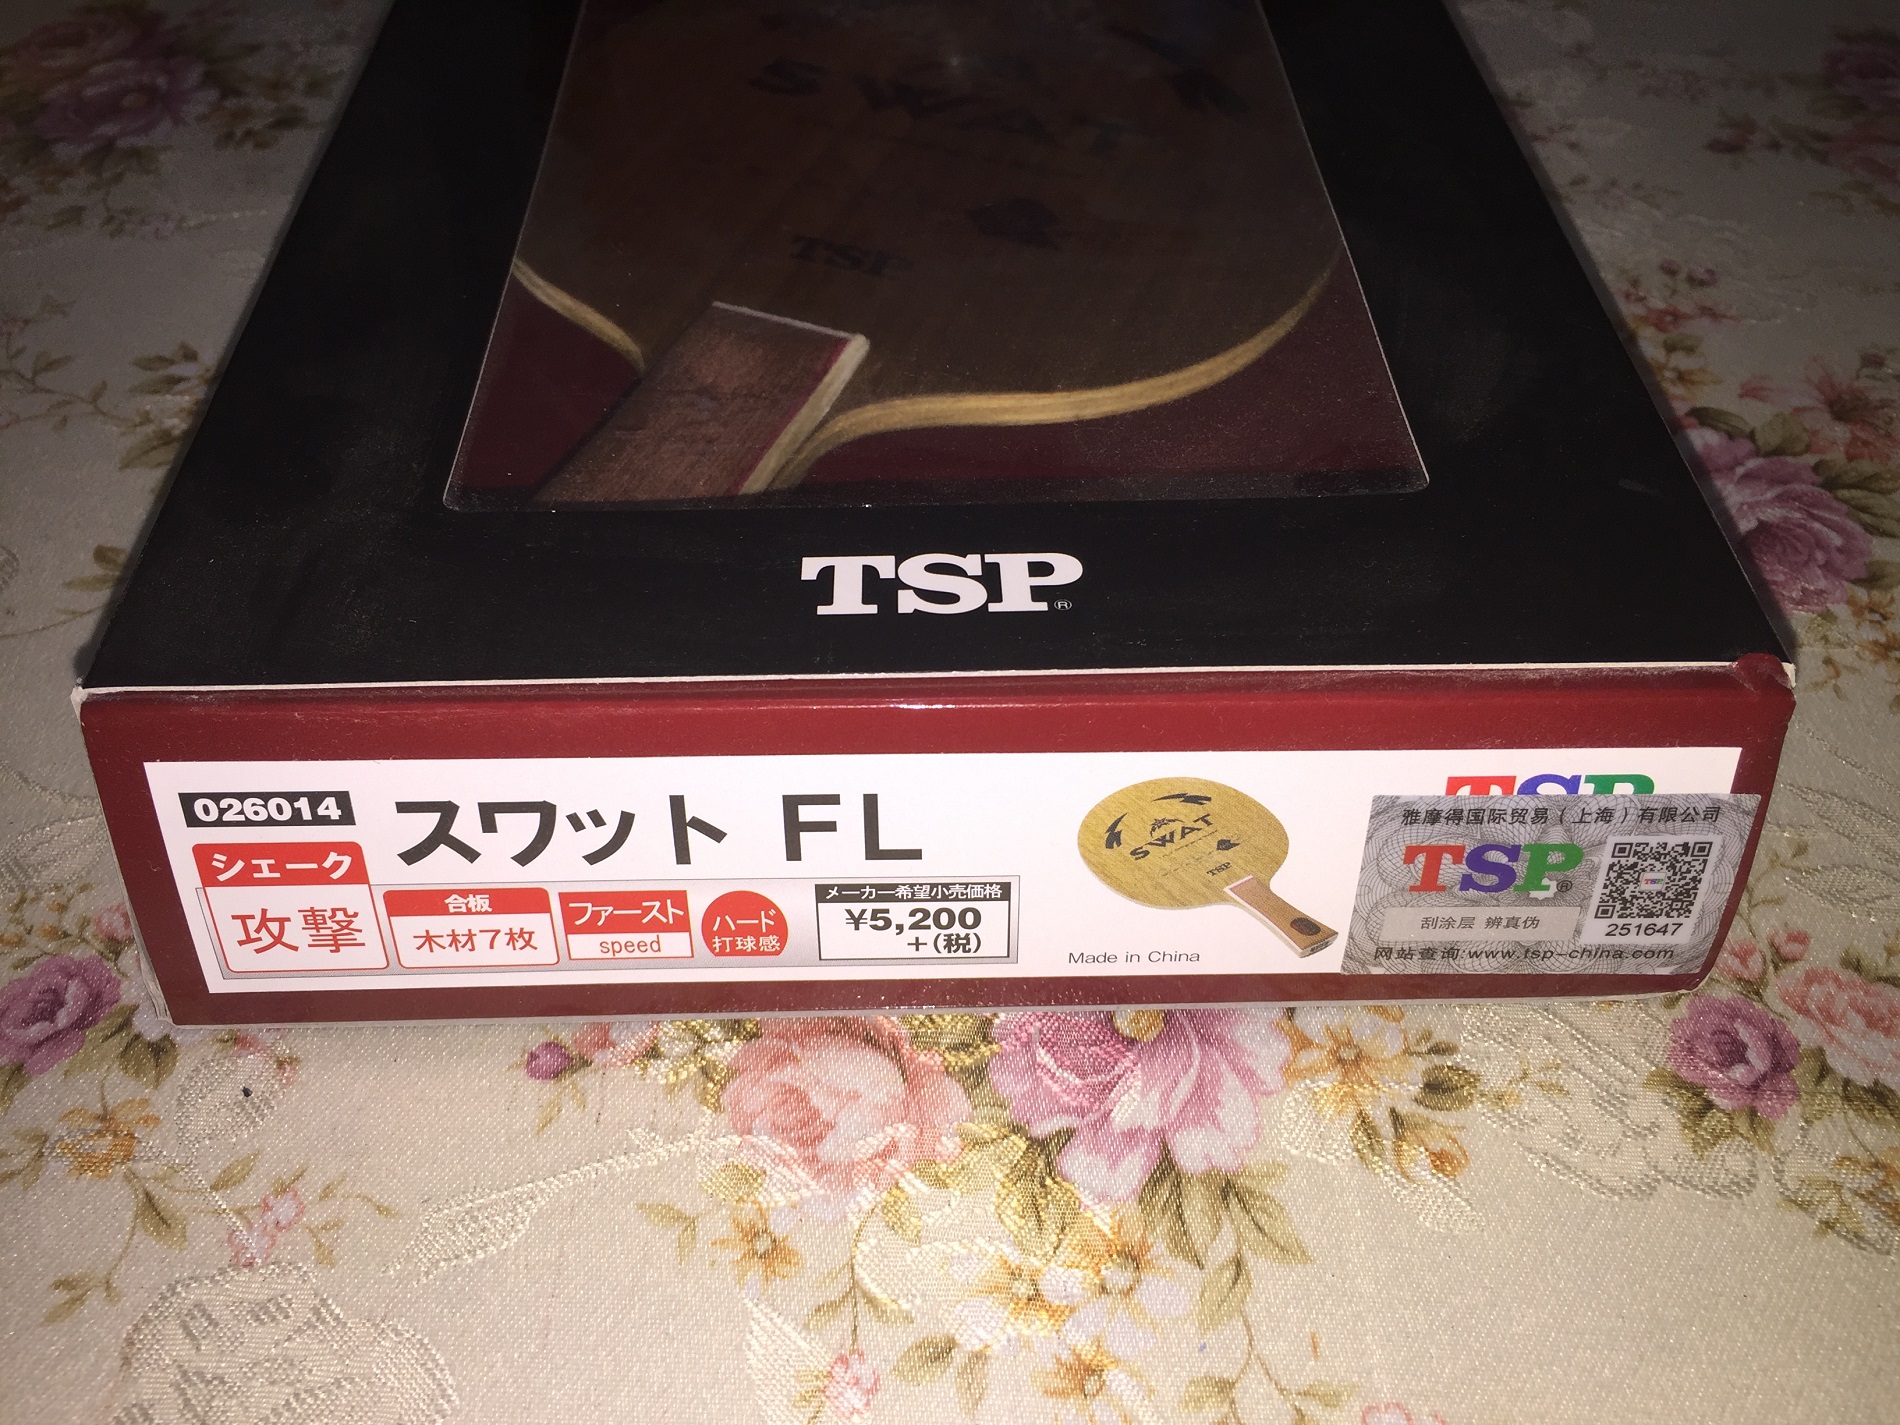 SWAT
TSP
TSP®
026014
スワット FL
シェーク
攻撃
合板
木材7枚
ファースト
speed
ハード
打球感
メーカー希望小売価格
¥5,200
+(税)
SWAT
TSP
Made in China
TSP
雅摩得国际贸易(上海)有限公司
TSP®
刮涂层 辨真伪
251647
网站查询:www.tsp-china.com